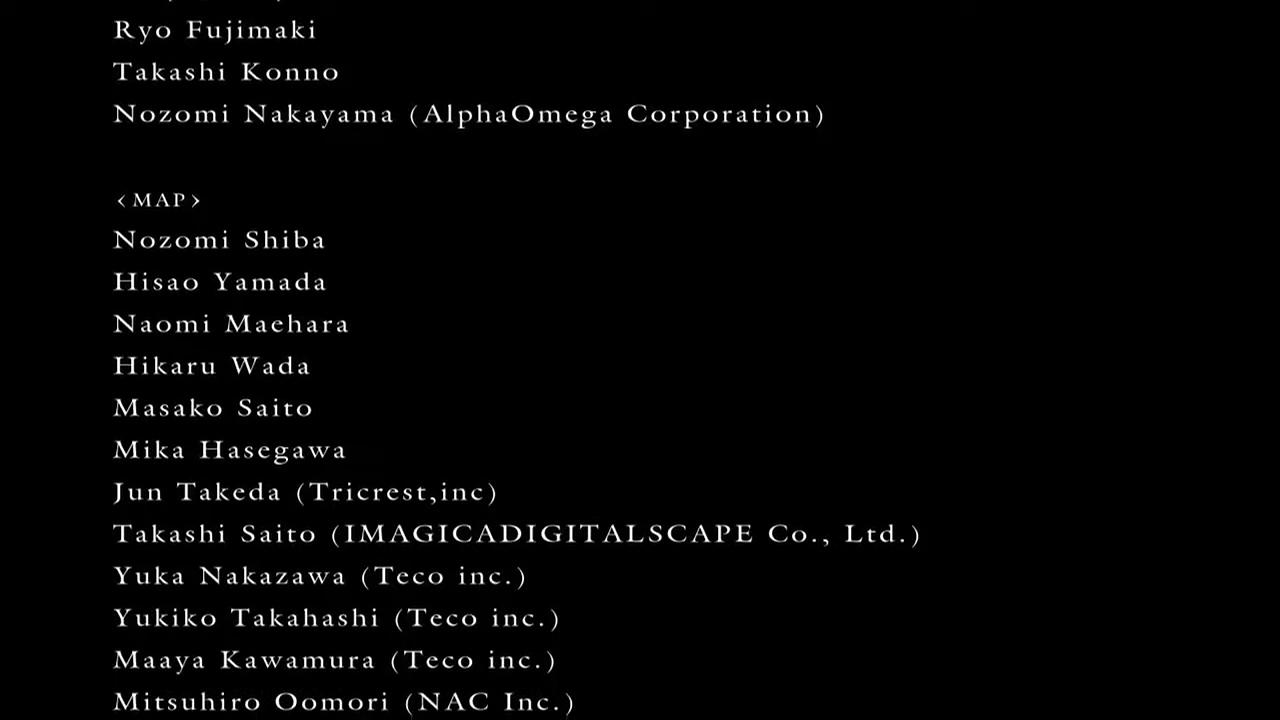 Ryo Fujimaki
Takashi Konno
Nozomi Nakayama (AlphaOmega Corporation)
<MAP>
Nozomi Shiba
Hisao Yamada
Naomi Maehara
Hikaru Wada
Masako Saito
Mika Hasegawa
Jun Takeda (Tricrest,inc)
Takashi Saito (IMAGICADIGITALSCAPE Co., Ltd.)
Yuka Nakazawa (Teco inc.)
Yukiko Takahashi (Teco inc.)
Maaya Kawamura (Teco inc.)
Mitsuhiro Oomori (NAC Inc.)